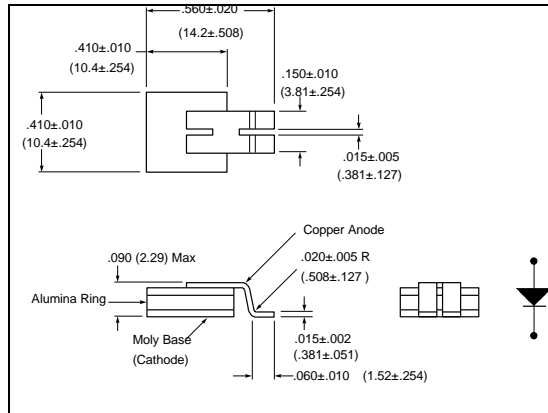 .560±.020
(14.2±.508)
.410±.010
(10.4±.254)
.150±.010
(3.81±.254)
.410±.010
(10.4±.254)
.015±.005
(.381±.127)
Copper Anode
.090 (2.29) Max
.020±.005 R
(.508±.127 )
Alumina Ring
Moly Base
(Cathode)
.015±.002
(.381±.051)
.060±.010 (1.52±.254)